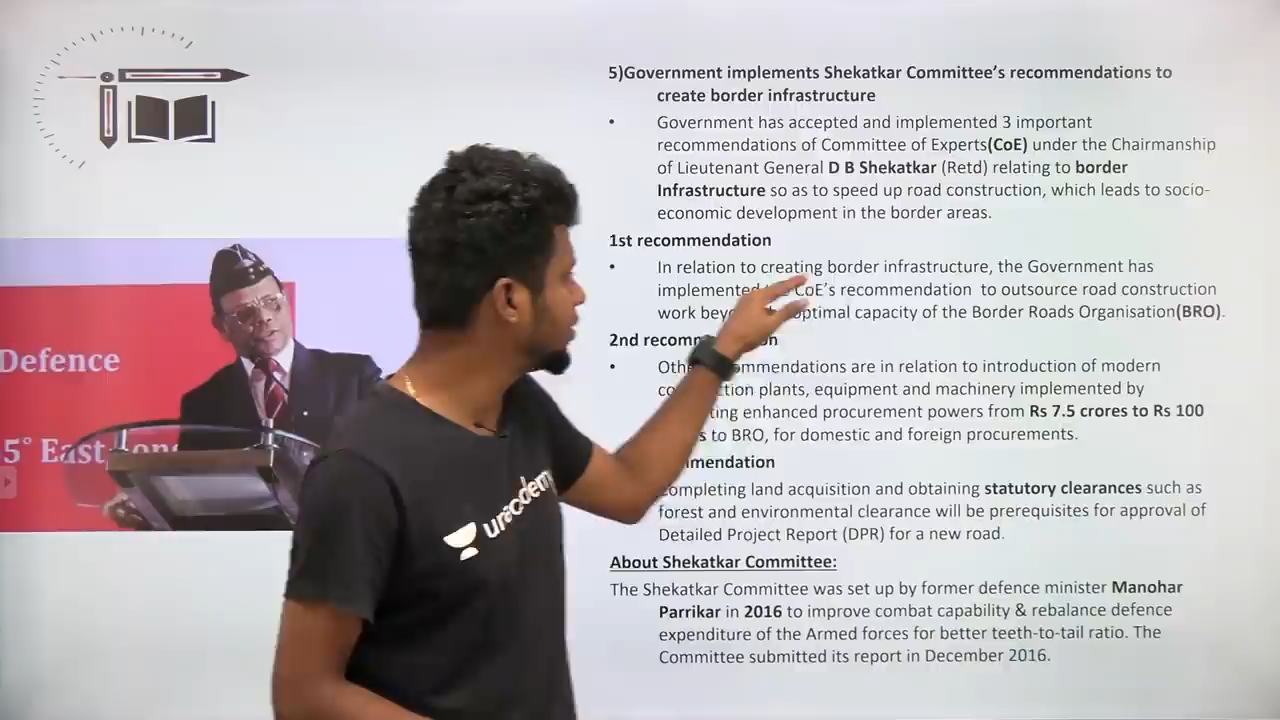 5)Government implements Shekatkar Committee's recommendations to
create border infrastructure
• Government has accepted and implemented 3 important
recommendations of Committee of Experts(CoE) under the Chairmanship
of Lieutenant General D B Shekatkar (Retd) relating to border
Infrastructure so as to speed up road construction, which leads to socio-
economic development in the border areas.
1st recommendation
• In relation to creating border infrastructure, the Government has
implemented CoE's recommendation to outsource road construction
work optimal capacity of the Border Roads Organisation(BRO).
2nd
• recommendations are in relation to introduction of modern
plants, equipment and machinery implemented by
enhanced procurement powers from Rs 7.5 crores to Rs 100
to BRO, for domestic and foreign procurements.
completing land acquisition and obtaining statutory clearances such as
forest and environmental clearance will be prerequisites for approval of
Detailed Project Report (DPR) for a new road.
About Shekatkar Committee:
The Shekatkar Committee was set up by former defence minister Manohar
Parrikar in 2016 to improve combat capability & rebalance defence
expenditure of the Armed forces for better teeth-to-tail ratio. The
Committee submitted its report in December 2016.
Defence
5° East
unacademy